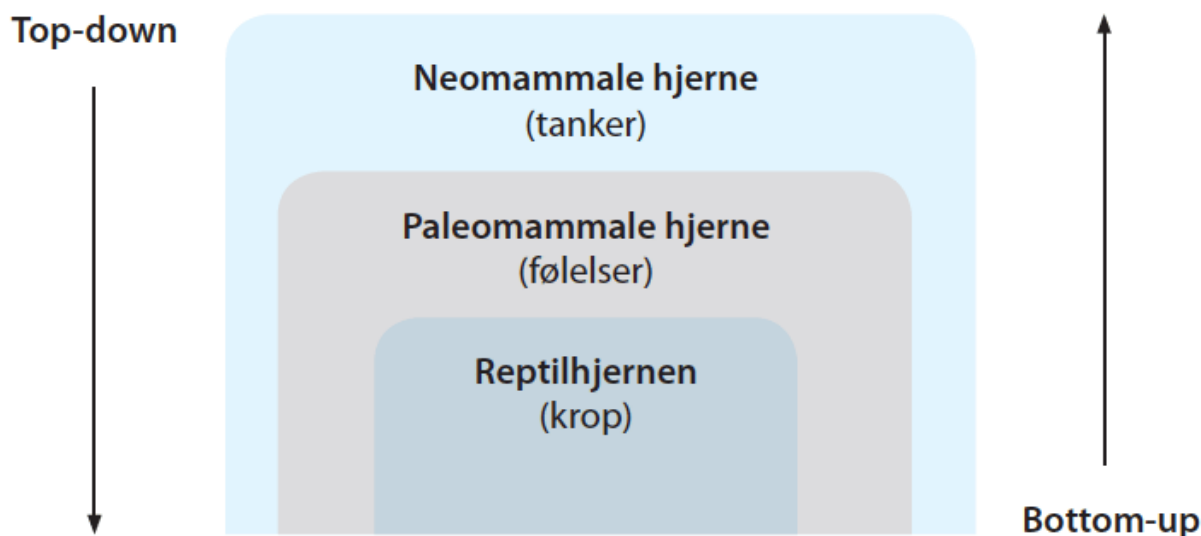 Top-down
Neomammale hjerne
(tanker)
Paleomammale hjerne
(følelser)
Reptilhjernen
(krop)
Bottom-up